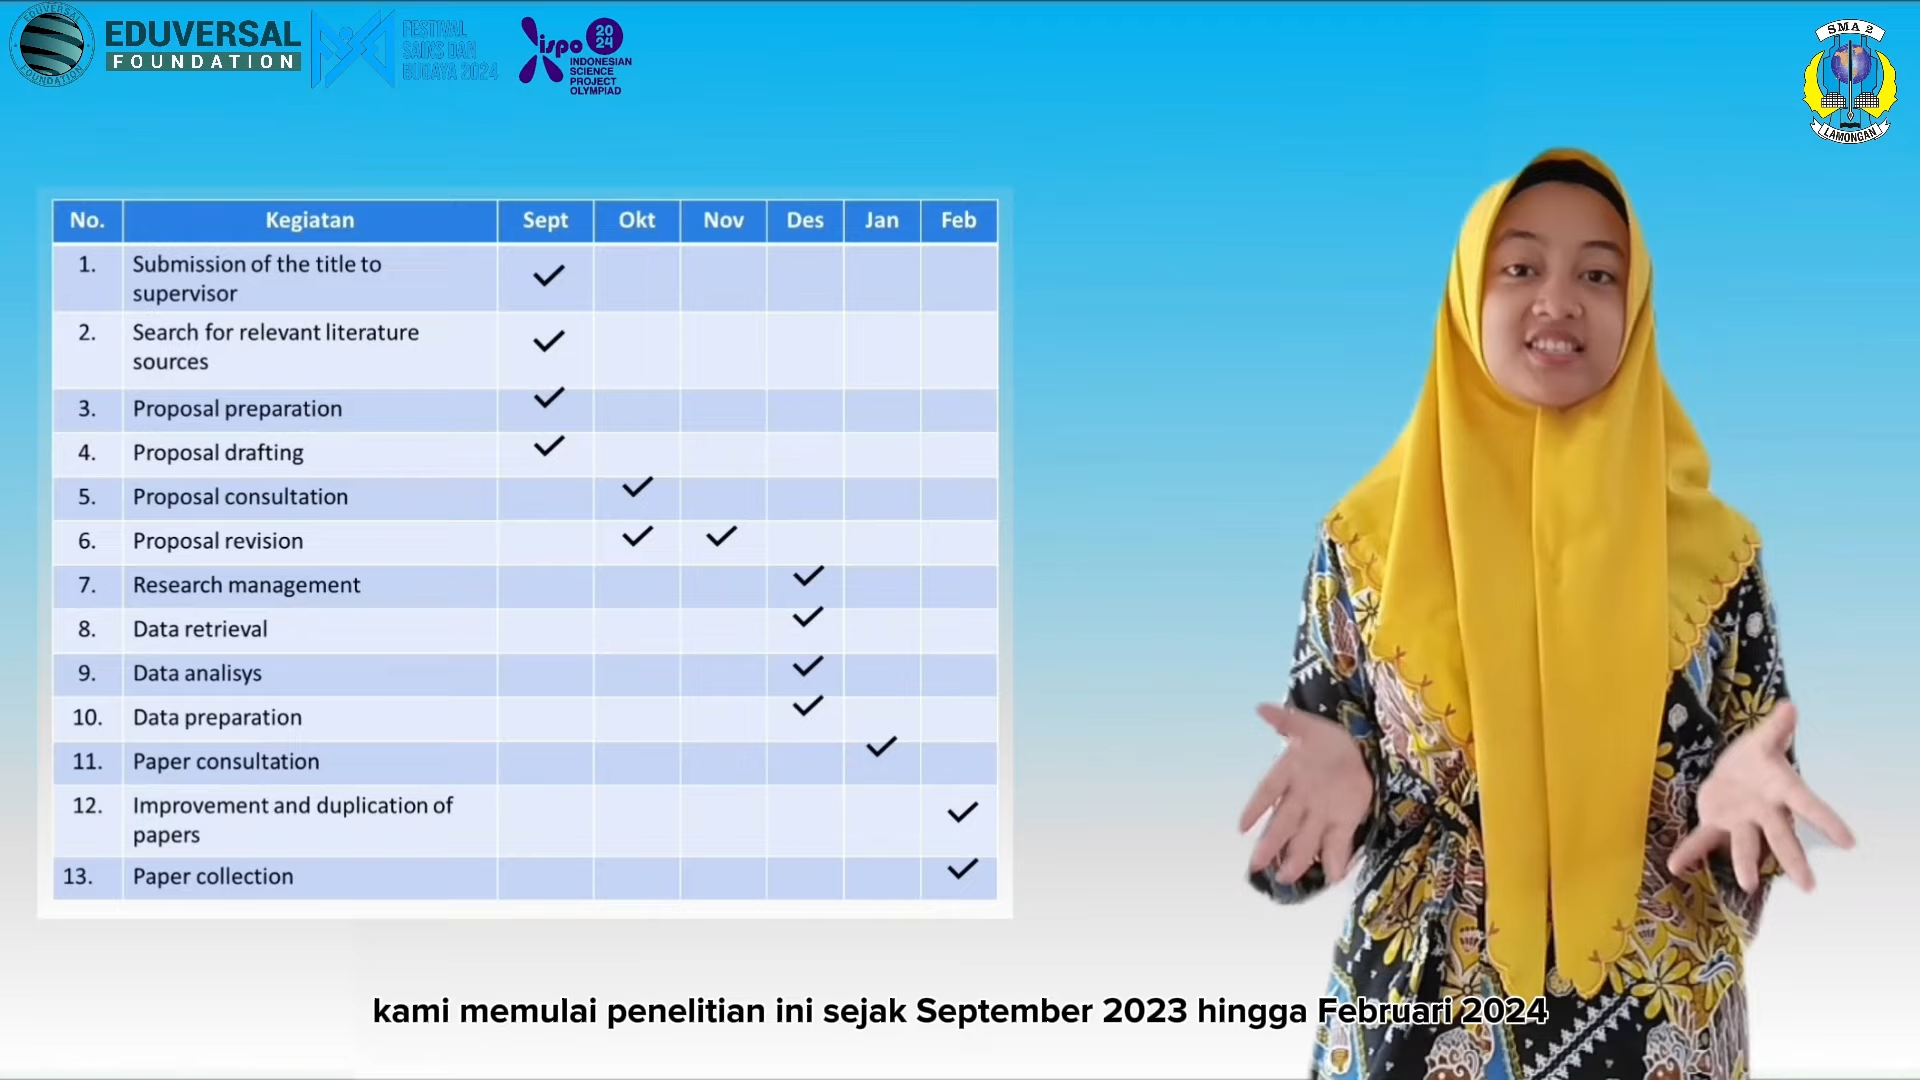 EDUVERSAL
FOUNDATION
EDUVERSAL
FOUNDATION
FESTIVAL
SAINS DAN
BUDAYA 2024
ispo
20
24
INDONESIAN
SCIENCE
PROJECT
OLYMPIAD
SMA 2
LAMONGAN
No. Kegiatan Sept Okt Nov Des Jan Feb
1. Submission of the title to
supervisor
2. Search for relevant literature
sources
3. Proposal preparation
4. Proposal drafting
5. Proposal consultation
6. Proposal revision
7. Research management
8. Data retrieval
9. Data analisys
10. Data preparation
11. Paper consultation
12. Improvement and duplication of
papers
13. Paper collection
kami memulai penelitian ini sejak September 2023 hingga Februari 2024